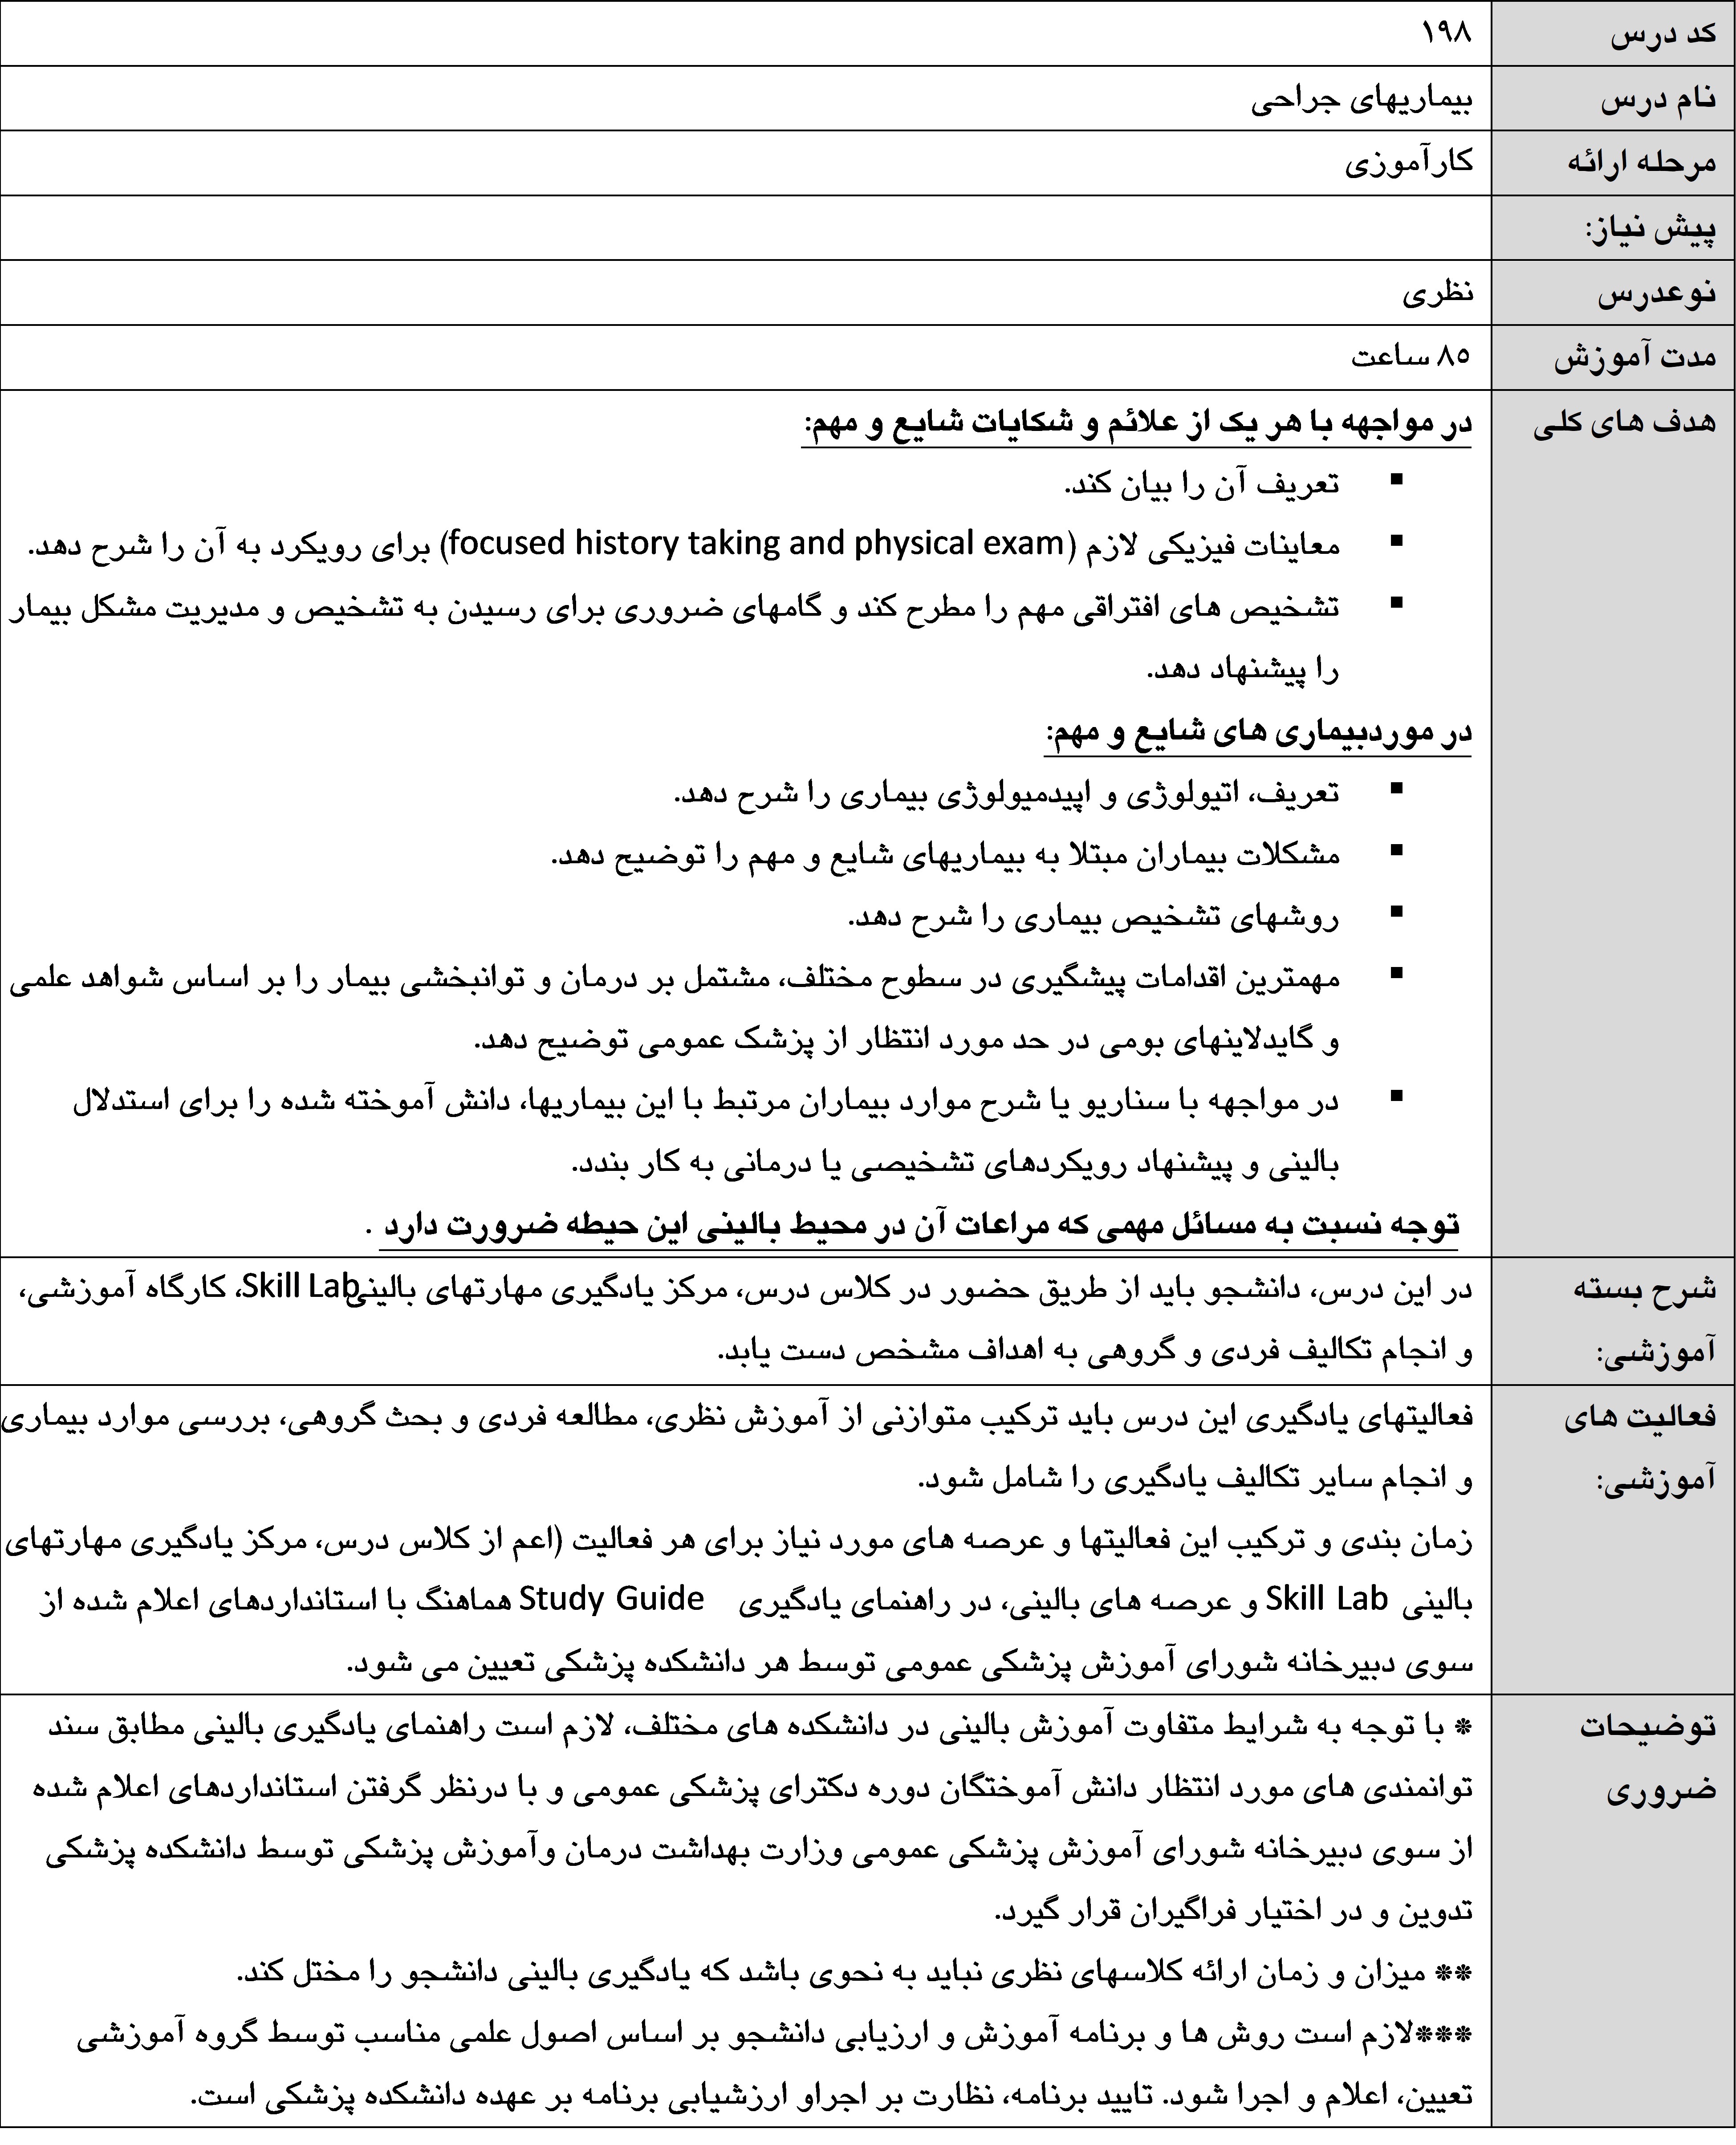 کد درس ۱۹۸
نام درس بیماریهای جراحی
مرحله ارائه کارآموزی
پیش نیاز:
نوعدرس نظری
مدت آموزش ۸۵ ساعت
هدف های کلی در مواجهه با هر یک از علائم و شکایات شایع و مهم:
▪ تعریف آن را بیان کند.
▪ معاینات فیزیکی لازم (focused history taking and physical exam) برای رویکرد به آن را شرح دهد.
▪ تشخیص های افتراقی مهم را مطرح کند و گامهای ضروری برای رسیدن به تشخیص و مدیریت مشکل بیمار
را پیشنهاد دهد.
در موردبیماری های شایع و مهم:
▪ تعریف، اتیولوژی و اپیدمیولوژی بیماری را شرح دهد.
▪ مشکلات بیماران مبتلا به بیماریهای شایع و مهم را توضیح دهد.
▪ روشهای تشخیص بیماری را شرح دهد.
▪ مهمترین اقدامات پیشگیری در سطوح مختلف، مشتمل بر درمان و توانبخشی بیمار را بر اساس شواهد علمی
و گایدلاینهای بومی در حد مورد انتظار از پزشک عمومی توضیح دهد.
▪ در مواجهه با سناریو یا شرح موارد بیماران مرتبط با این بیماریها، دانش آموخته شده را برای استدلال
بالینی و پیشنهاد رویکردهای تشخیصی یا درمانی به کار بندد.
توجه نسبت به مسائل مهمی که مراعات آن در محیط بالینی این حیطه ضرورت دارد .
شرح بسته در این درس، دانشجو باید از طریق حضور در کلاس درس، مرکز یادگیری مهارتهای بالینیSkill Lab، کارگاه آموزشی،
آموزشی: و انجام تکالیف فردی و گروهی به اهداف مشخص دست یابد.
فعالیت های فعالیتهای یادگیری این درس باید ترکیب متوازنی از آموزش نظری، مطالعه فردی و بحث گروهی، بررسی موارد بیماری
آموزشی: و انجام سایر تکالیف یادگیری را شامل شود.
زمان بندی و ترکیب این فعالیتها و عرصه های مورد نیاز برای هر فعالیت (اعم از کلاس درس، مرکز یادگیری مهارتهای
بالینی Skill Lab و عرصه های بالینی، در راهنمای یادگیری Study Guide هماهنگ با استانداردهای اعلام شده از
سوی دبیرخانه شورای آموزش پزشکی عمومی توسط هر دانشکده پزشکی تعیین می شود.
توضیحات * با توجه به شرایط متفاوت آموزش بالینی در دانشکده های مختلف، لازم است راهنمای یادگیری بالینی مطابق سند
ضروری توانمندی های مورد انتظار دانش آموختگان دوره دکترای پزشکی عمومی و با درنظر گرفتن استانداردهای اعلام شده
از سوی دبیرخانه شورای آموزش پزشکی عمومی وزارت بهداشت درمان وآموزش پزشکی توسط دانشکده پزشکی
تدوین و در اختیار فراگیران قرار گیرد.
** میزان و زمان ارائه کلاسهای نظری نباید به نحوی باشد که یادگیری بالینی دانشجو را مختل کند.
***لازم است روش ها و برنامه آموزش و ارزیابی دانشجو بر اساس اصول علمی مناسب توسط گروه آموزشی
تعیین، اعلام و اجرا شود. تایید برنامه، نظارت بر اجراو ارزشیابی برنامه بر عهده دانشکده پزشکی است.